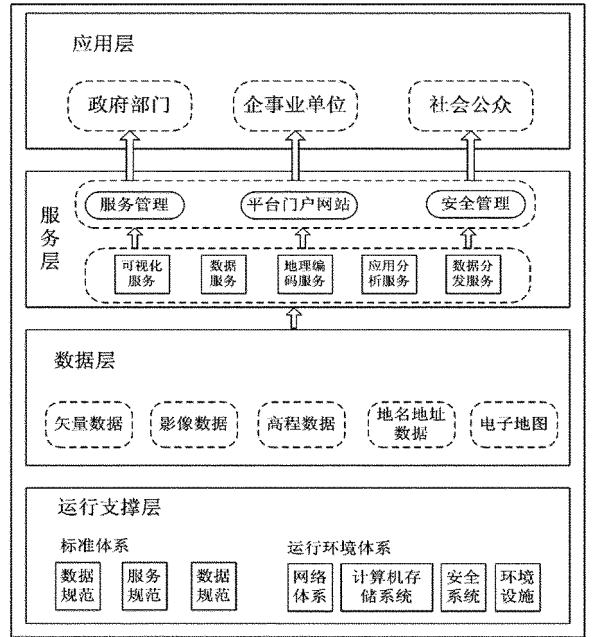 应用层
政府部门
企事业单位
社会公众
服务层
服务管理
平台门户网站
安全管理
可视化
服务
数据
服务
地理编
码服务
应用分
析服务
数据分
发服务
数据层
矢量数据
影像数据
高程数据
地名地址
数据
电子地图
运行支撑层
标准体系
数据
规范
服务
规范
数据
规范
运行环境体系
网络
体系
计算机存
储系统
安全
系统
环境
设施